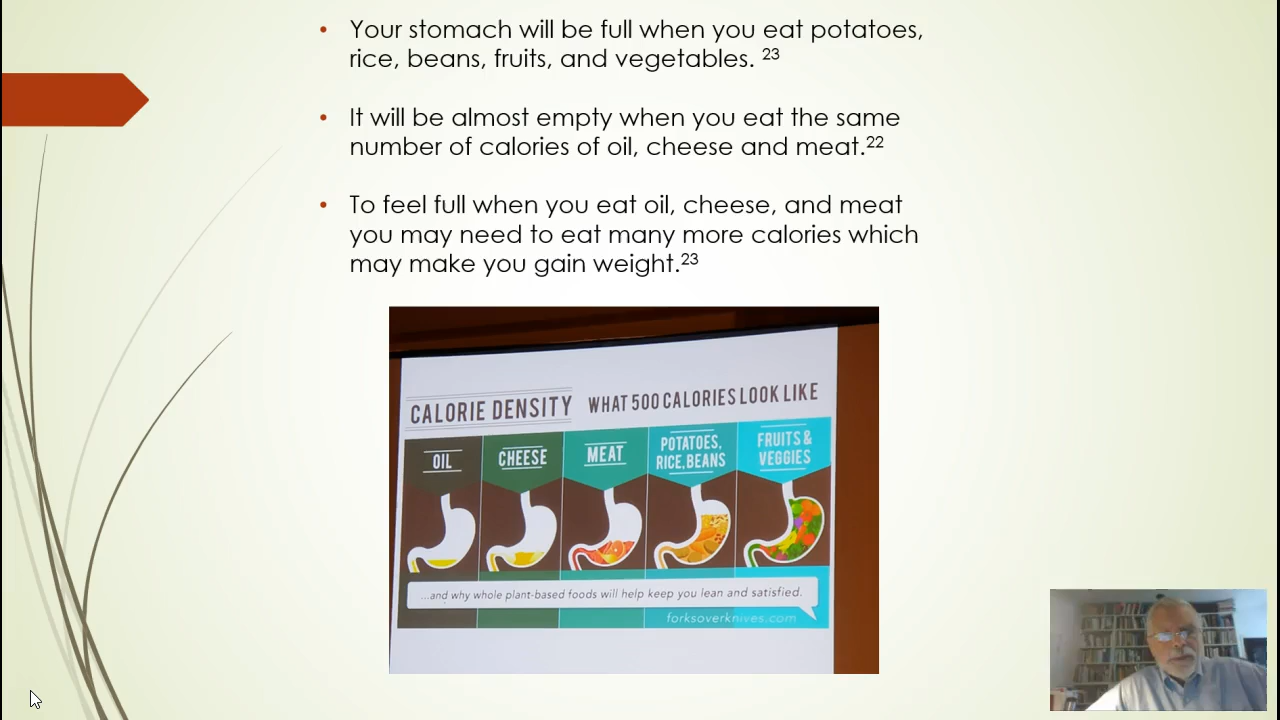 • Your stomach will be full when you eat potatoes,
rice, beans, fruits, and vegetables. 23
• It will be almost empty when you eat the same
number of calories of oil, cheese and meat.22
• To feel full when you eat oil, cheese, and meat
you may need to eat many more calories which
may make you gain weight.23
CALORIE DENSITY WHAT 500 CALORIES LOOK LIKE
OIL
CHEESE
MEAT
POTATOES,
RICE, BEANS
FRUITS &
VEGGIES
...and why whole plant-based foods will help keep you lean and satisfied.
forksoverknives.com